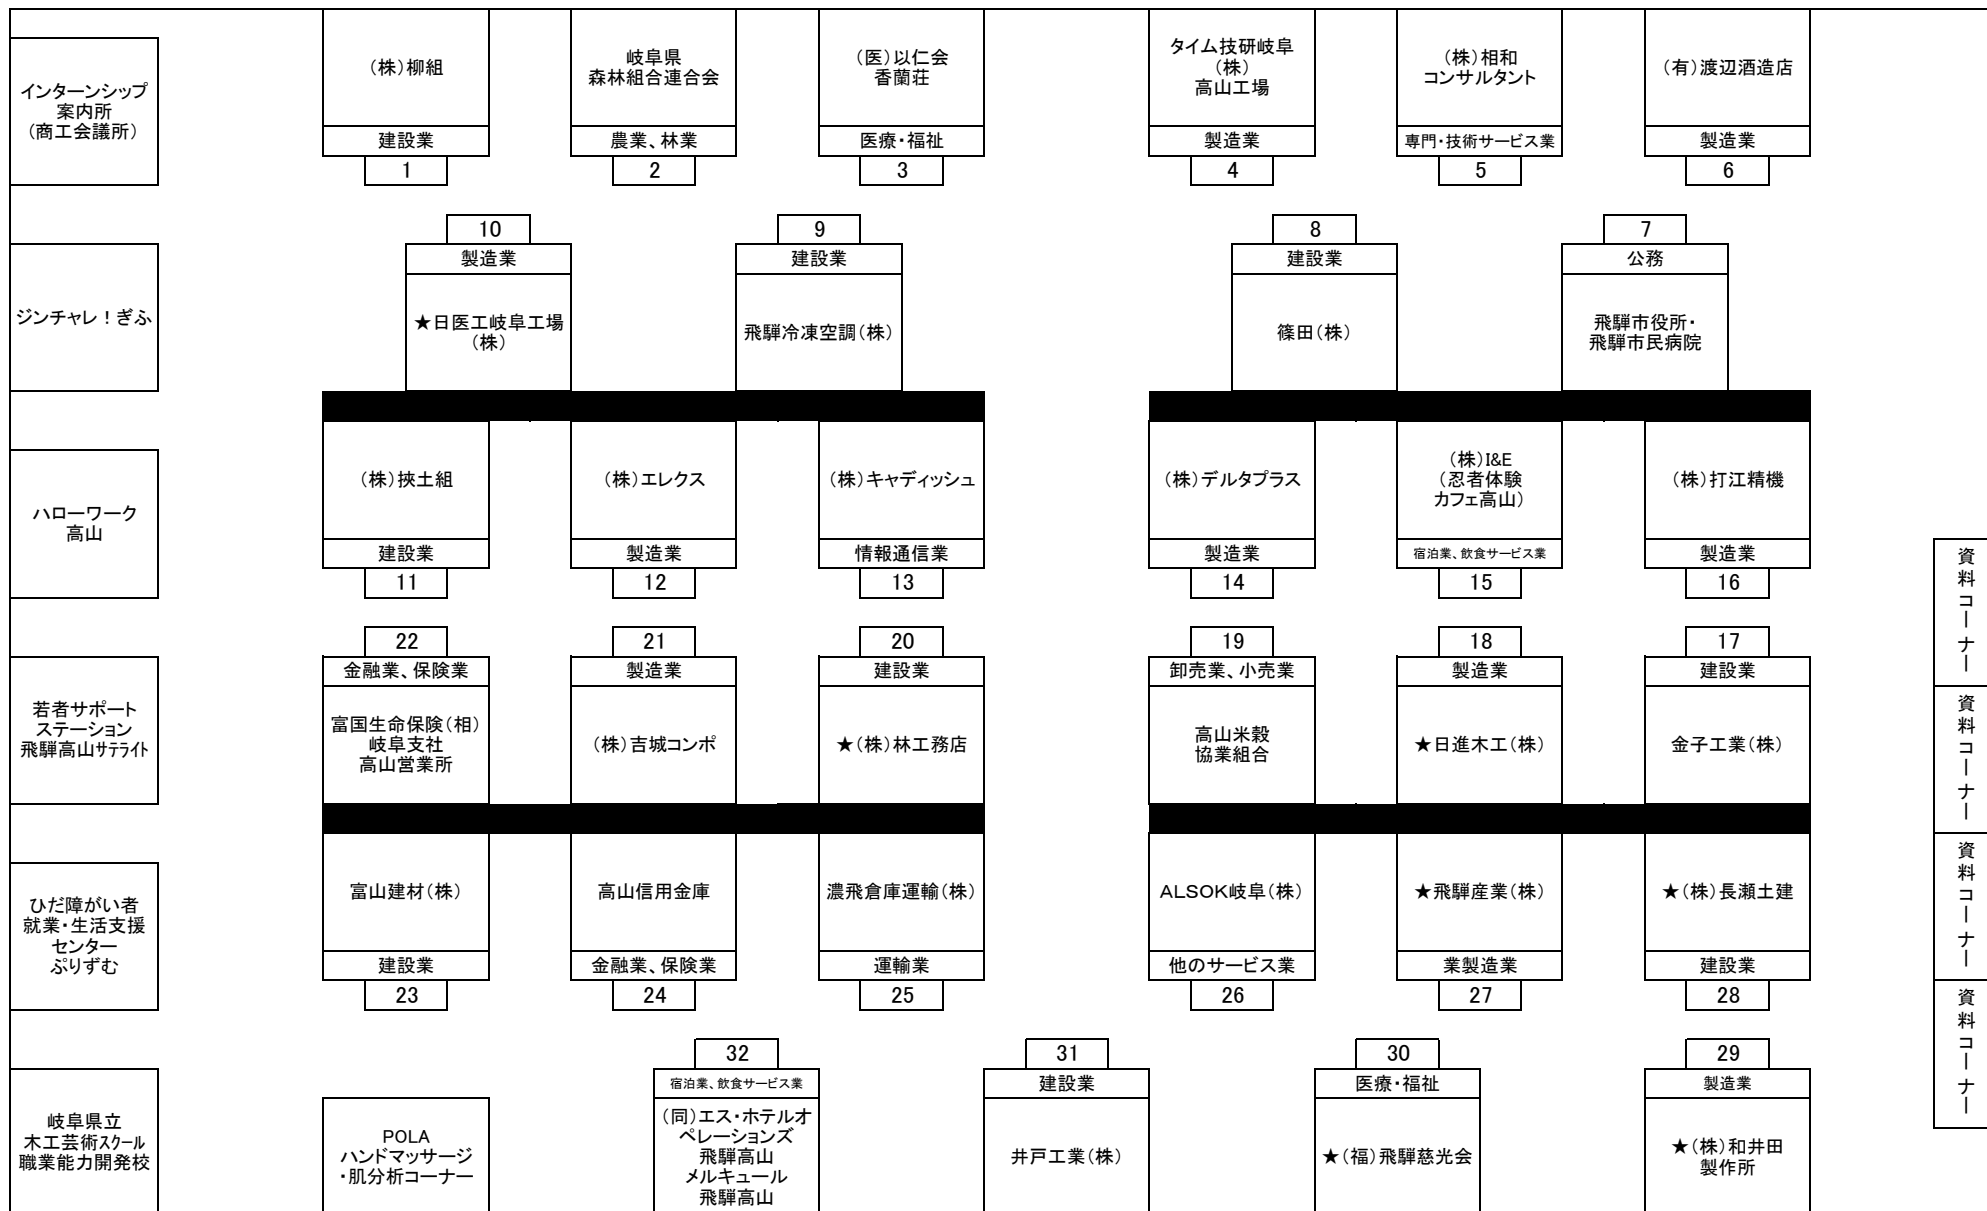 インターンシップ
案内所
(商工会議所)
(株)柳組
建設業
1
岐阜県
森林組合連合会
農業、林業
2
(医)以仁会
香蘭荘
医療・福祉
3
タイム技研岐阜
(株)
高山工場
製造業
4
(株)相和
コンサルタント
専門・技術サービス業
5
(有)渡辺酒造店
製造業
6
ジンチャレ!ぎふ
10
製造業
★日医工岐阜工場
(株)
9
建設業
飛騨冷凍空調(株)
8
建設業
篠田(株)
7
公務
飛騨市役所・
飛騨市民病院
ハローワーク
高山
(株)挾土組
建設業
11
(株)エレクス
製造業
12
(株)キャディッシュ
情報通信業
13
(株)デルタプラス
製造業
14
(株)I&E
(忍者体験
カフェ高山)
宿泊業、飲食サービス業
15
(株)打江精機
製造業
16
資料コーナー
若者サポート
ステーション
飛騨高山サテライト
22
金融業、保険業
富国生命保険(相)
岐阜支社
高山営業所
21
製造業
(株)吉城コンポ
20
建設業
★(株)林工務店
19
卸売業、小売業
高山米穀
協業組合
18
製造業
★日進木工(株)
17
建設業
金子工業(株)
資料コーナー
ひだ障がい者
就業・生活支援
センター
ぷりずむ
富山建材(株)
建設業
23
高山信用金庫
金融業、保険業
24
濃飛倉庫運輸(株)
運輸業
25
ALSOK岐阜(株)
他のサービス業
26
★飛騨産業(株)
業製造業
27
★(株)長瀬土建
建設業
28
資料コーナー
資料コーナー
岐阜県立
木工芸術スクール
職業能力開発校
POLA
ハンドマッサージ
・肌分析コーナー
32
宿泊業、飲食サービス業
(同)エス・ホテルオ
ペレーションズ
飛騨高山
メルキュール
飛騨高山
31
建設業
井戸工業(株)
30
医療・福祉
★(福)飛騨慈光会
29
製造業
★(株)和井田
製作所